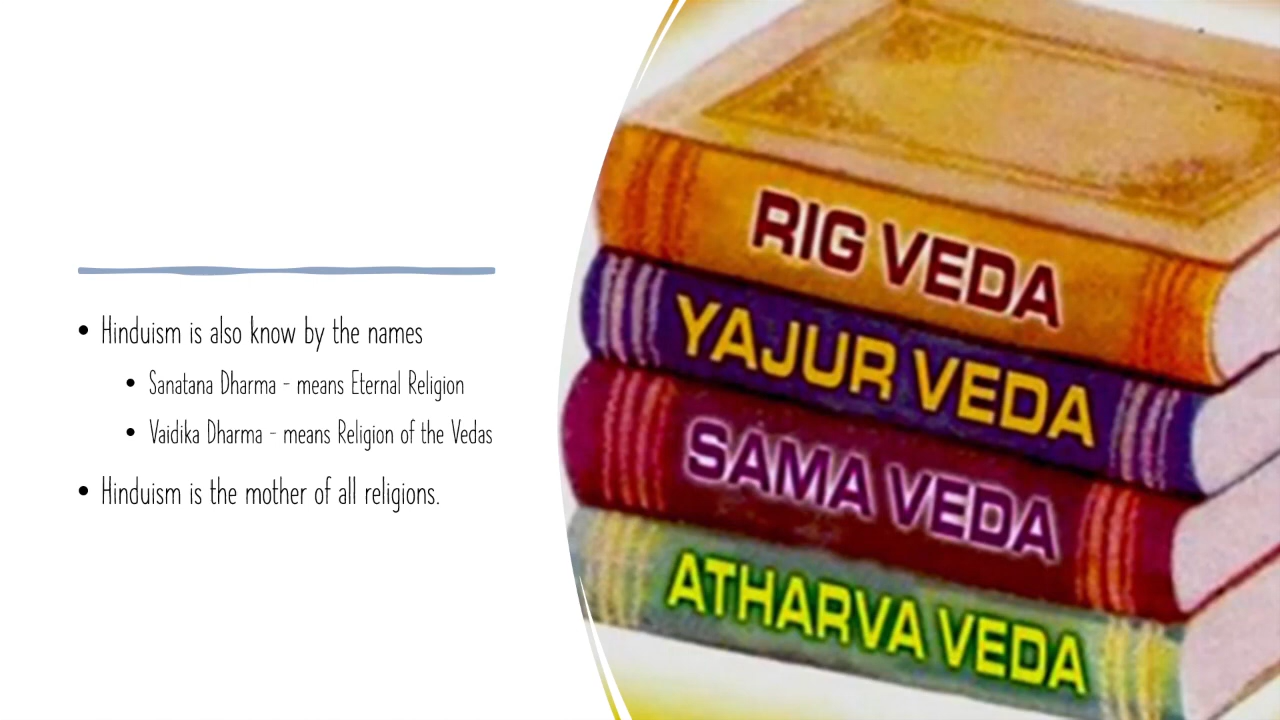 • Hinduism is also know by the names
• Sanatana Dharma - means Eternal Religion
• Vaidika Dharma - means Religion of the Vedas
• Hinduism is the mother of all religions.
RIG VEDA
YAJUR VEDA
SAMA VEDA
ATHARVA VEDA